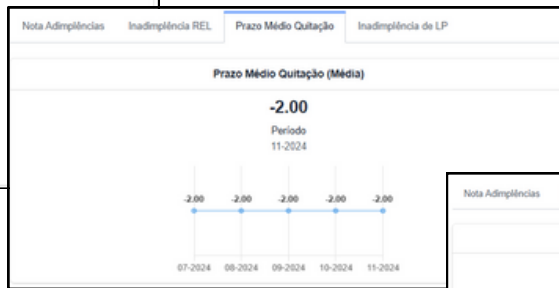 Nota Adimplências Inadimplência REL Prazo Médio Quitação Inadimplência de LP
Prazo Médio Quitação (Média)
-2.00
Período
11-2024
-2.00 -2.00 -2.00 -2.00 -2.00
07-2024 08-2024 09-2024 10-2024 11-2024
Nota Adimplências